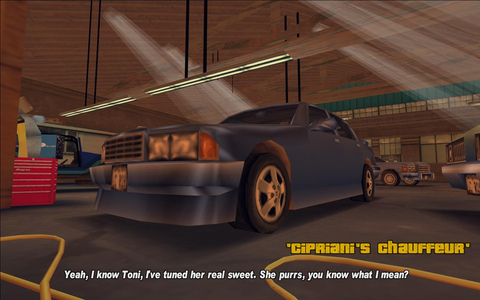 "Cipriani's Chauffeur"
Yeah, I know Toni, I've tuned her real sweet. She purrs, you know what I mean?